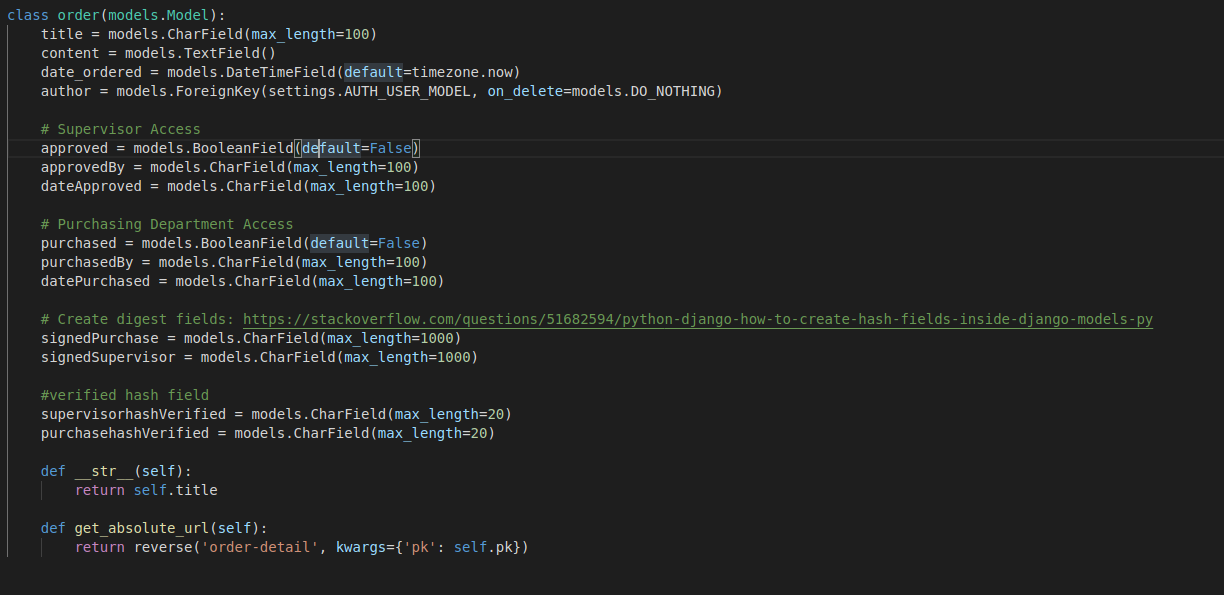 class order(models.Model):
title = models.CharField(max_length=100)
content = models.TextField()
date_ordered = models.DateTimeField(default=timezone.now)
author = models.ForeignKey(settings.AUTH_USER_MODEL, on_delete=models.DO_NOTHING)
# Supervisor Access
approved = models.BooleanField(default=False)
approvedBy = models.CharField(max_length=100)
dateApproved = models.CharField(max_length=100)
# Purchasing Department Access
purchased = models.BooleanField(default=False)
purchasedBy = models.CharField(max_length=100)
datePurchased = models.CharField(max_length=100)
# Create digest fields: https://stackoverflow.com/questions/51682594/python-django-how-to-create-hash-fields-inside-django-models-py
signedPurchase = models.CharField(max_length=1000)
signedSupervisor = models.CharField(max_length=1000)
#verified hash field
supervisorhashVerified = models.CharField(max_length=20)
purchasehashVerified = models.CharField(max_length=20)
def __str__(self):
return self.title
def get_absolute_url(self):
return reverse('order-detail', kwargs={'pk': self.pk})